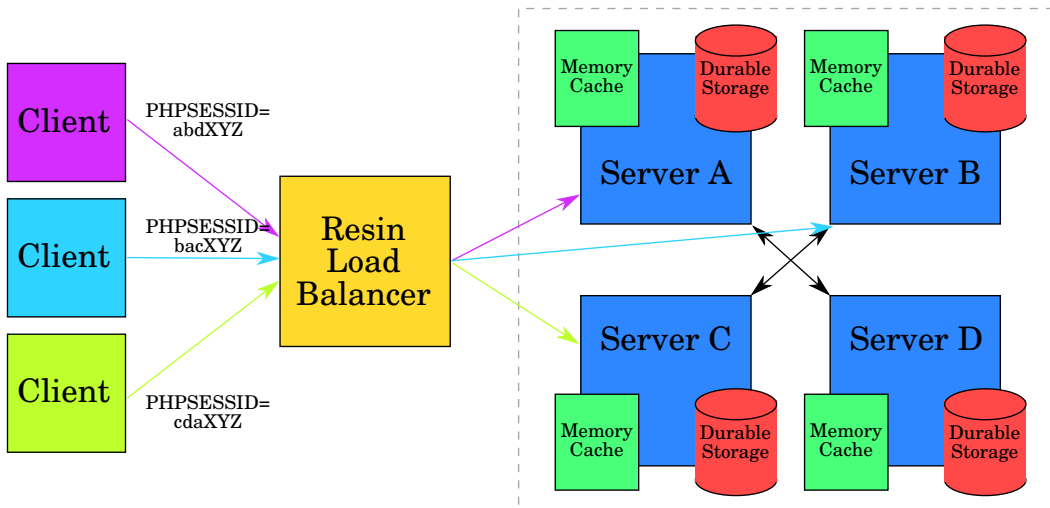 Client
PHPSESSID=
abdXYZ
Client
PHPSESSID=
bacXYZ
Client
PHPSESSID=
cdaXYZ
Resin
Load
Balancer
Memory
Cache
Durable
Storage
Server A
Memory
Cache
Durable
Storage
Server B
Server C
Memory
Cache
Durable
Storage
Server D
Memory
Cache
Durable
Storage